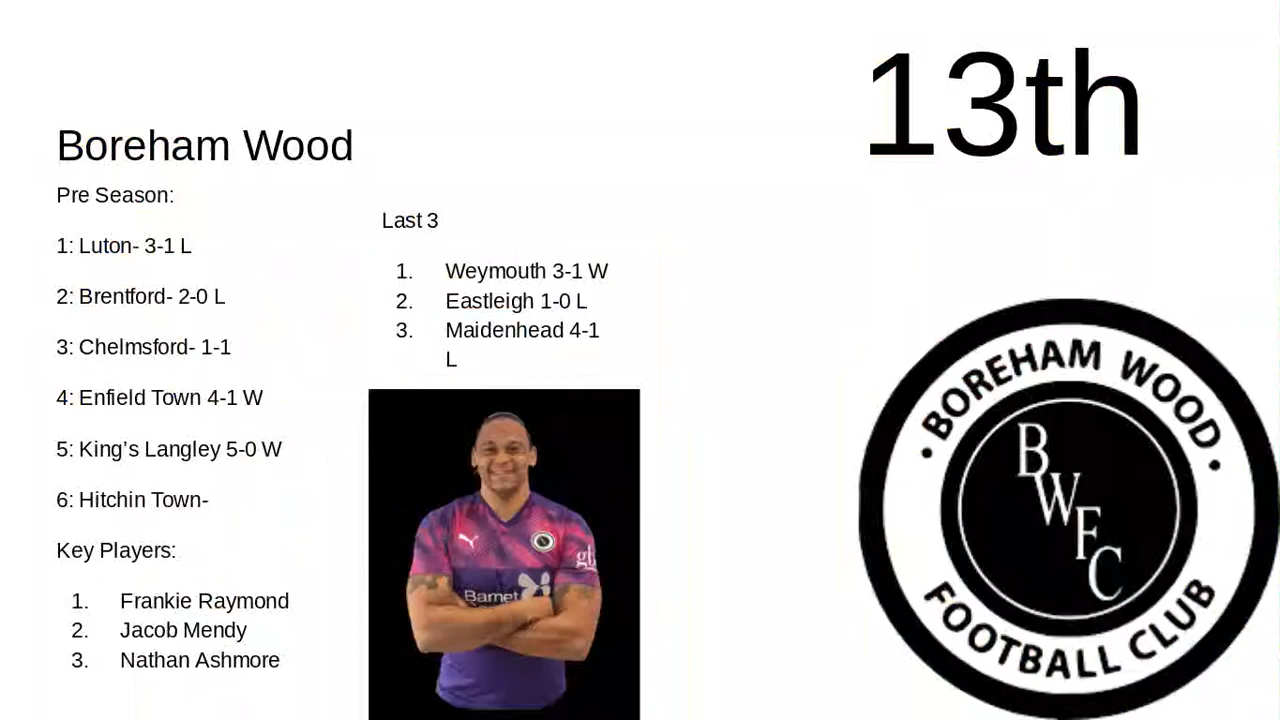 13th
Boreham Wood
Pre Season:
1: Luton- 3-1 L
2: Brentford- 2-0 L
3: Chelmsford- 1-1
4: Enfield Town 4-1 W
5: King’s Langley 5-0 W
6: Hitchin Town-
Key Players:
1. Frankie Raymond
2. Jacob Mendy
3. Nathan Ashmore
Last 3
1. Weymouth 3-1 W
2. Eastleigh 1-0 L
3. Maidenhead 4-1
L
Barnet
• BOREHAM WOOD •
BWFC
FOOTBALL CLUB